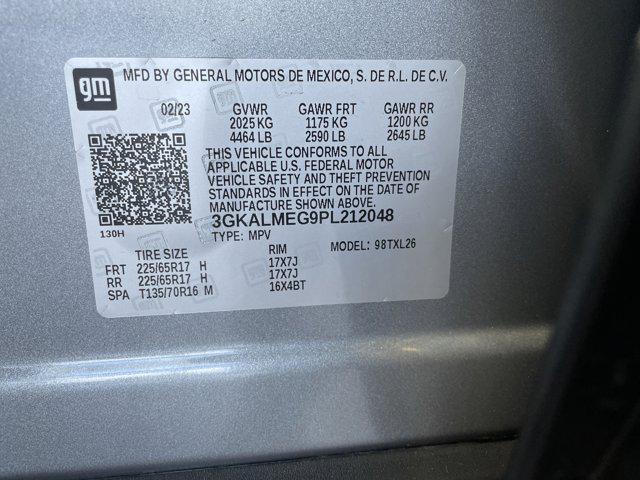 gm MFD BY GENERAL MOTORS DE MEXICO, S. DE R.L. DE C.V.
02/23 GVWR GAWR FRT GAWR RR
2025 KG 1175 KG 1200 KG
4464 LB 2590 LB 2645 LB
THIS VEHICLE CONFORMS TO ALL
APPLICABLE U.S. FEDERAL MOTOR
VEHICLE SAFETY AND THEFT PREVENTION
STANDARDS IN EFFECT ON THE DATE OF
MANUFACTURE SHOWN ABOVE.
3GKALMEG9PL212048
130H TYPE: MPV MODEL: 98TXL26
TIRE SIZE RIM
FRT 225/65R17 H 17X7J
RR 225/65R17 H 17X7J
SPA T135/70R16 M 16X4BT